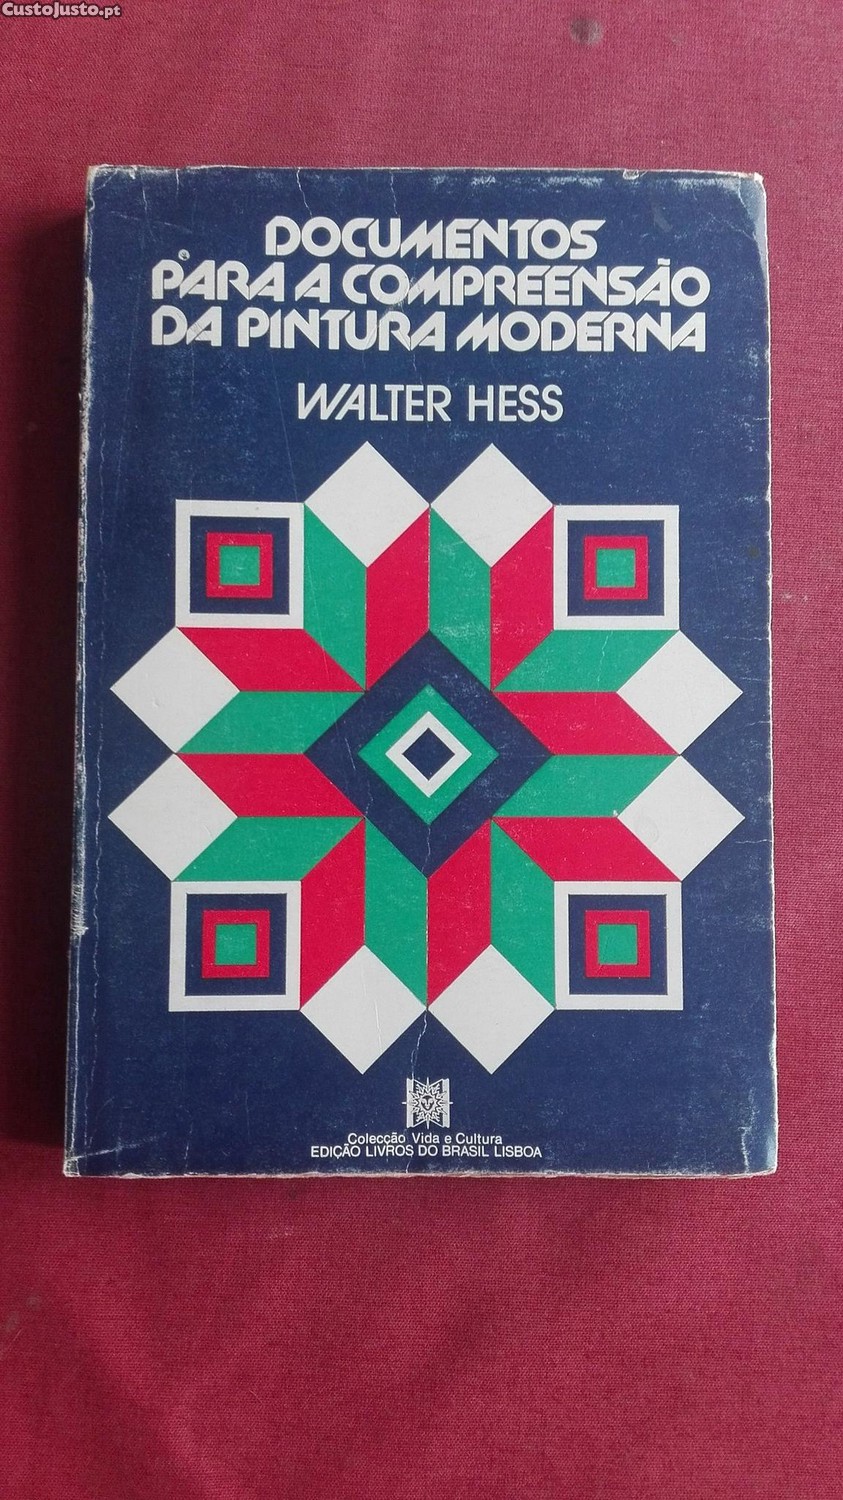 CustoJusto.pt
DOCUMENTOS
PARA A COMPREENSÃO
DA PINTURA MODERNA
WALTER HESS
Colecção Vida e Cultura
EDIÇÃO LIVROS DO BRASIL LISBOA